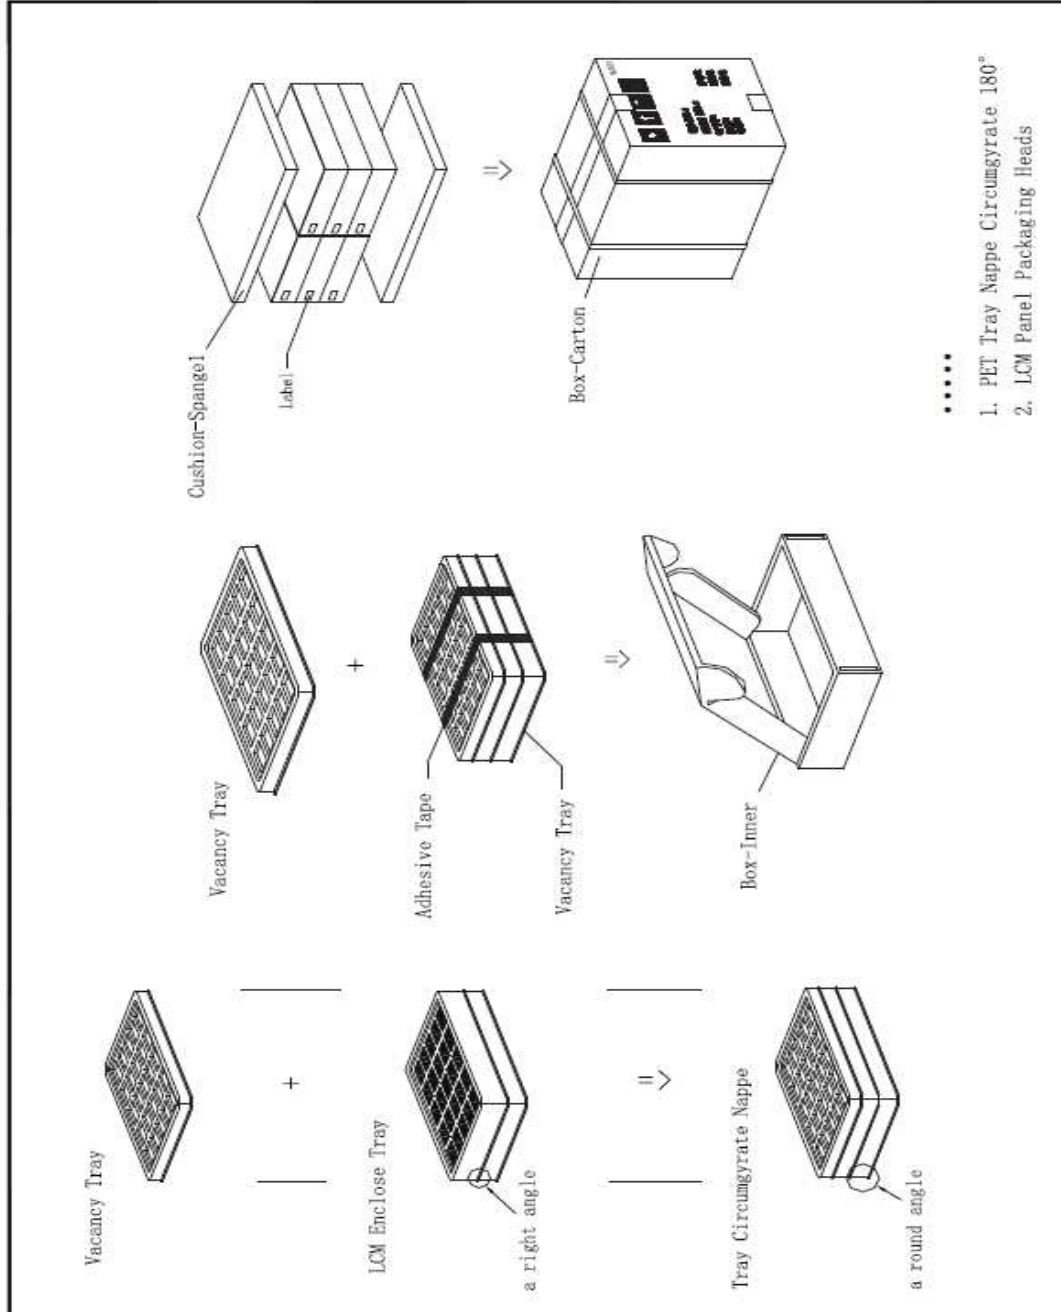 Vacancy Tray
+
LCM Enclose Tray
a right angle
Tray Circumgyrate Nappe
a round angle
Vacancy Tray
+
Adhesive Tape
Vacancy Tray
Box-Inner
Cushion-Spangel
Label
Box-Carton
1. PET Tray Nappe Circumgyrate 180°
2. LCM Panel Packaging Heads